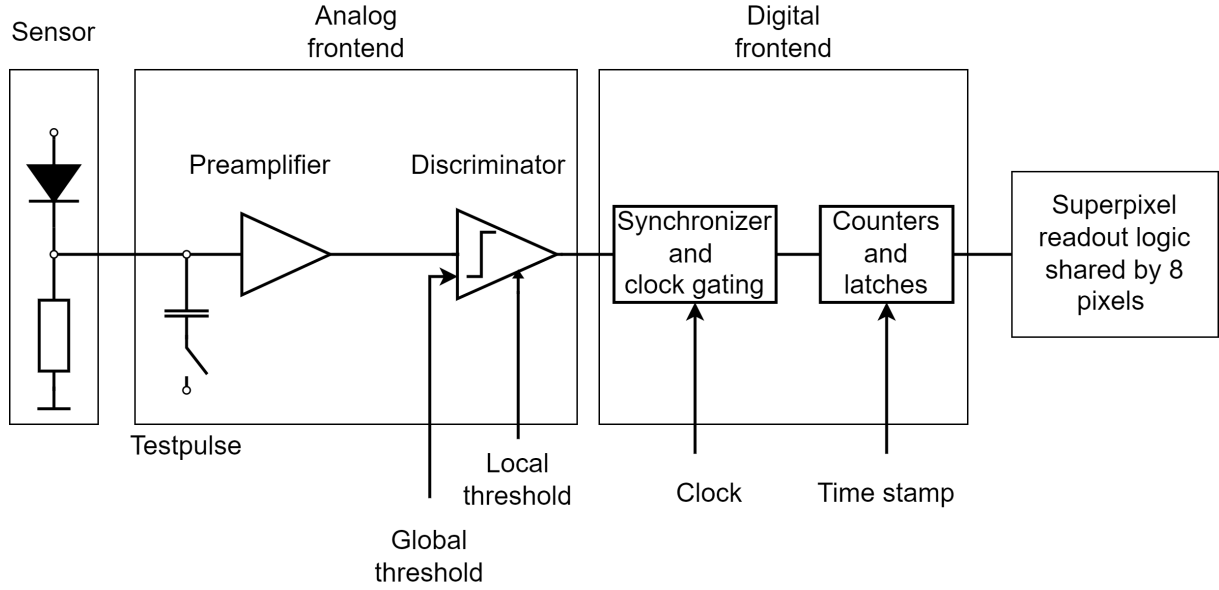 Sensor
Analog
frontend
Digital
frontend
Preamplifier
Discriminator
Synchronizer
and
clock gating
Counters
and
latches
Superpixel
readout logic
shared by 8
pixels
Testpulse
Local
threshold
Global
threshold
Clock
Time stamp